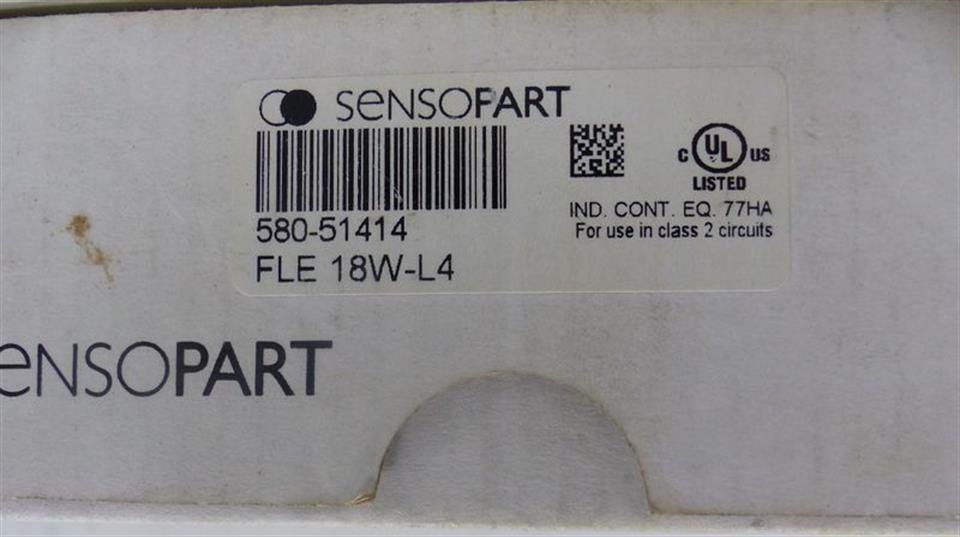 SENSOPART
580-51414
FLE 18W-L4
C UL US
LISTED
IND. CONT. EQ. 77HA
For use in class 2 circuits
SENSOPART